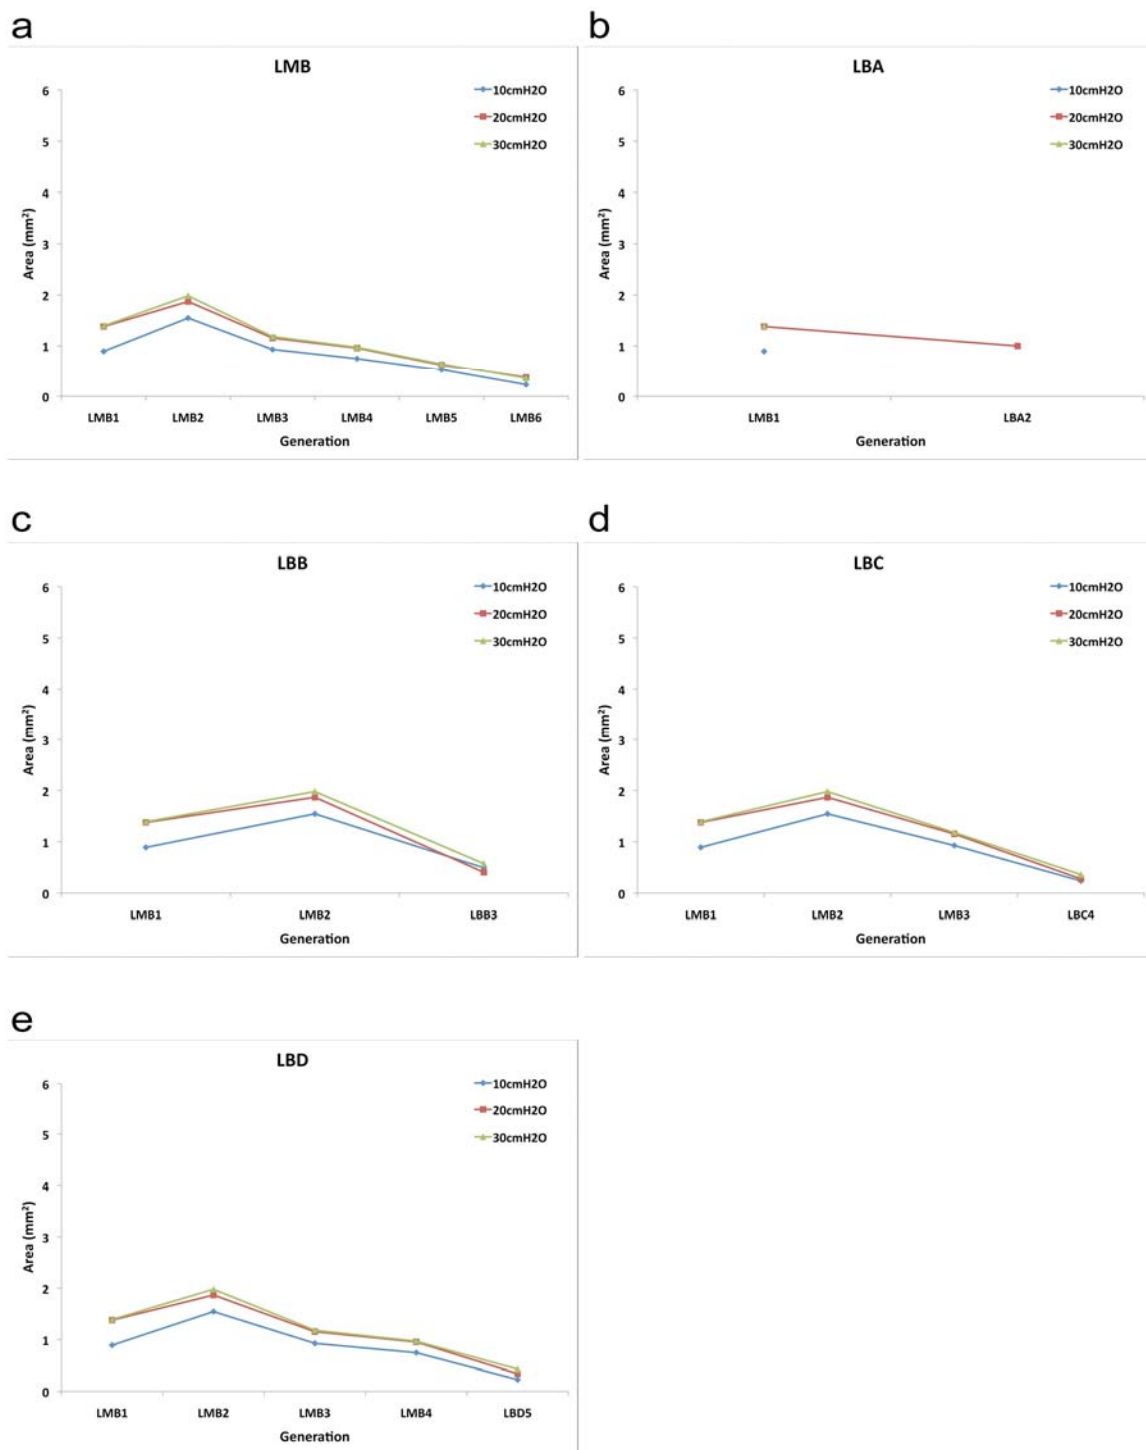 a
LMB
10cmH2O
20cmH2O
30cmH2O
Area (mm²)
6
5
4
3
2
1
0
LMB1 LMB2 LMB3 LMB4 LMB5 LMB6
Generation
b
LBA
10cmH2O
20cmH2O
30cmH2O
Area (mm²)
6
5
4
3
2
1
0
LMB1 LBA2
Generation
c
LBB
10cmH2O
20cmH2O
30cmH2O
Area (mm²)
6
5
4
3
2
1
0
LMB1 LMB2 LBB3
Generation
d
LBC
10cmH2O
20cmH2O
30cmH2O
Area (mm²)
6
5
4
3
2
1
0
LMB1 LMB2 LMB3 LBC4
Generation
e
LBD
10cmH2O
20cmH2O
30cmH2O
Area (mm²)
6
5
4
3
2
1
0
LMB1 LMB2 LMB3 LMB4 LBD5
Generation